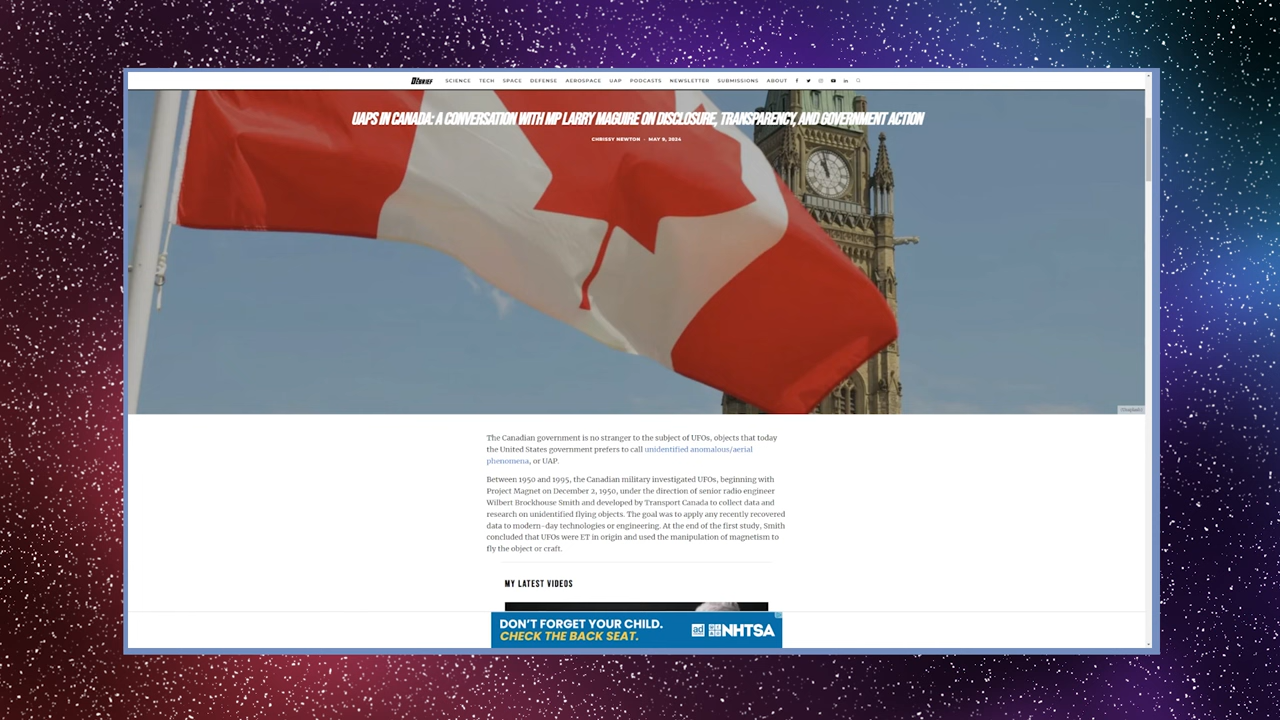 THE DEBRIEF SCIENCE TECH SPACE DEFENSE AEROSPACE UAP PODCASTS NEWSLETTER SUBMISSIONS ABOUT
UAPS IN CANADA: A CONVERSATION WITH MP LARRY MAGUIRE ON DISCLOSURE, TRANSPARENCY, AND GOVERNMENT ACTION
CHRISSY NEWTON - MAY 9, 2024
The Canadian government is no stranger to the subject of UFOs, objects that today
the United States government prefers to call unidentified anomalous/aerial
phenomena, or UAP.
Between 1950 and 1995, the Canadian military investigated UFOs, beginning with
Project Magnet on December 2, 1950, under the direction of senior radio engineer
Wilbert Brockhouse Smith and developed by Transport Canada to collect data and
research on unidentified flying objects. The goal was to apply any recently recovered
data to modern-day technologies or engineering. At the end of the first study, Smith
concluded that UFOs were ET in origin and used the manipulation of magnetism to
fly the object or craft.
MY LATEST VIDEOS
DON'T FORGET YOUR CHILD.
CHECK THE BACK SEAT.
ad
NHTSA